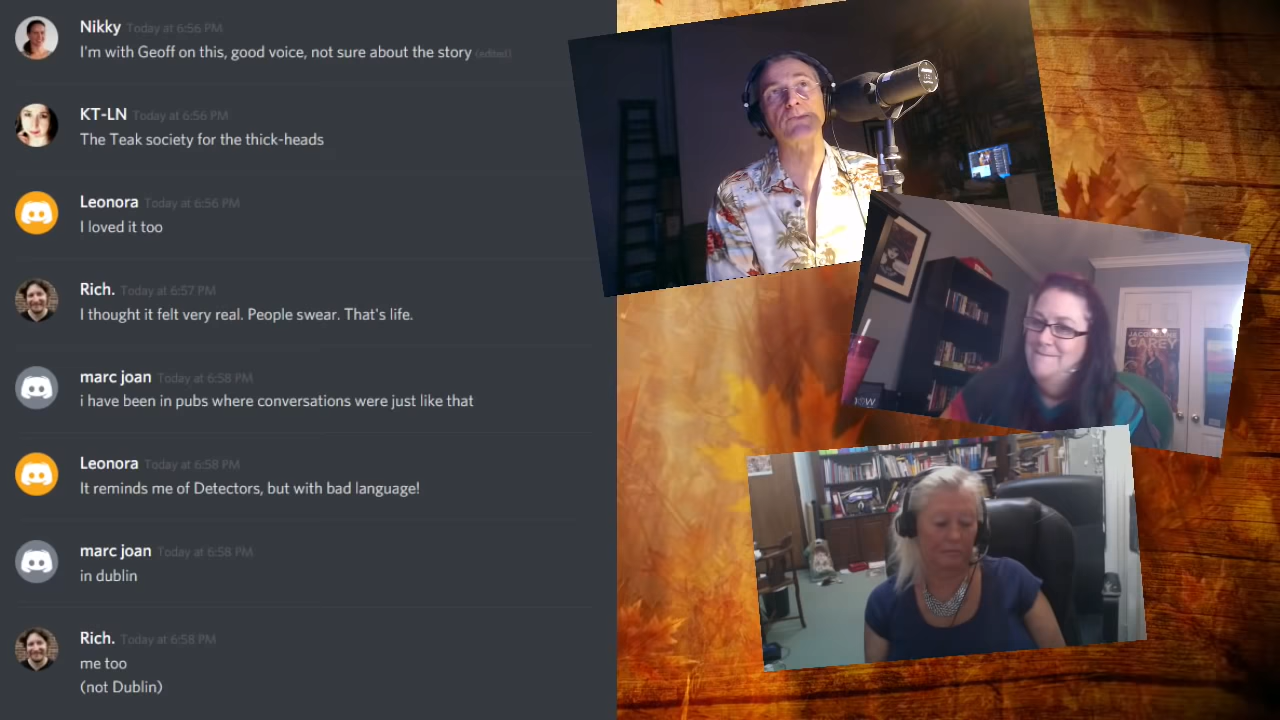 Nikky Today at 6:56 PM
I'm with Geoff on this, good voice, not sure about the story (edited)
KT-LN Today at 6:56 PM
The Teak society for the thick-heads
Leonora Today at 6:56 PM
I loved it too
Rich. Today at 6:57 PM
I thought it felt very real. People swear. That's life.
marc joan Today at 6:58 PM
i have been in pubs where conversations were just like that
Leonora Today at 6:58 PM
It reminds me of Detectors, but with bad language!
marc joan Today at 6:58 PM
in dublin
Rich. Today at 6:58 PM
me too
(not Dublin)
JACQUELINE
CAREY